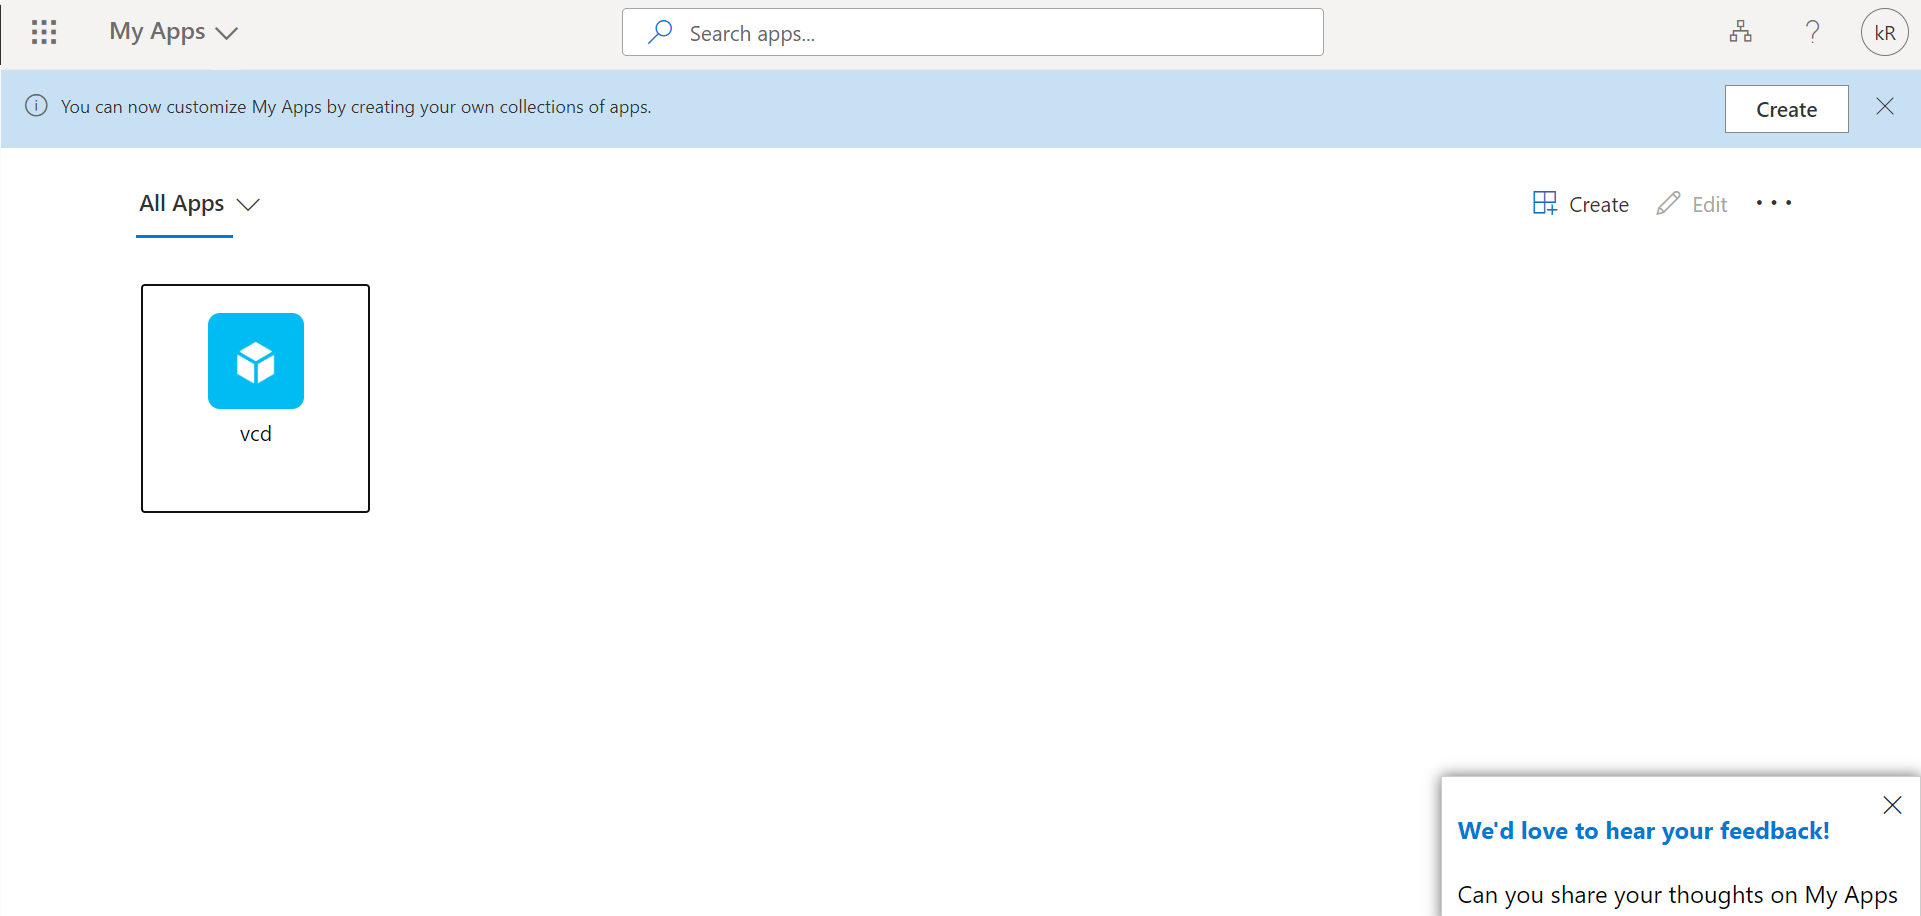 My Apps
Search apps...
kR
You can now customize My Apps by creating your own collections of apps.
Create
All Apps
Create
Edit
vcd
We'd love to hear your feedback!
Can you share your thoughts on My Apps